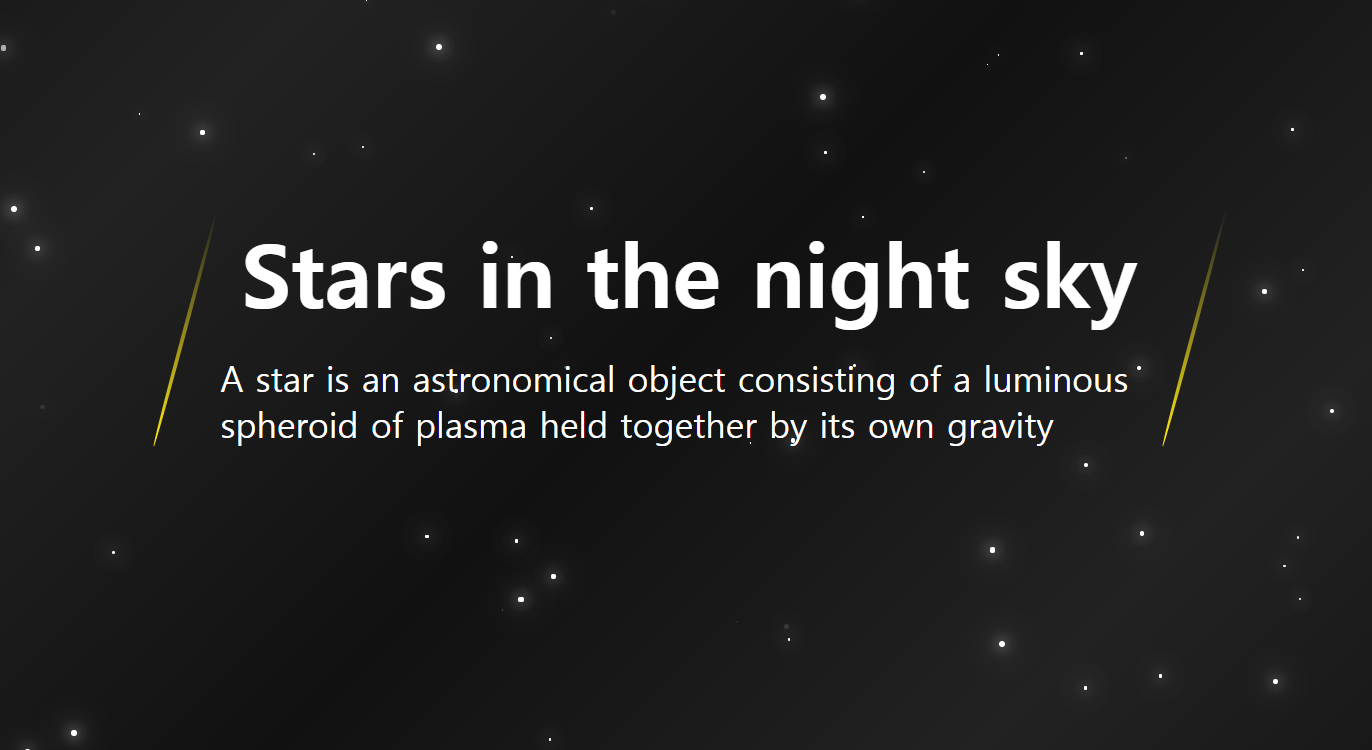 Stars in the night sky
A star is an astronomical object consisting of a luminous
spheroid of plasma held together by its own gravity